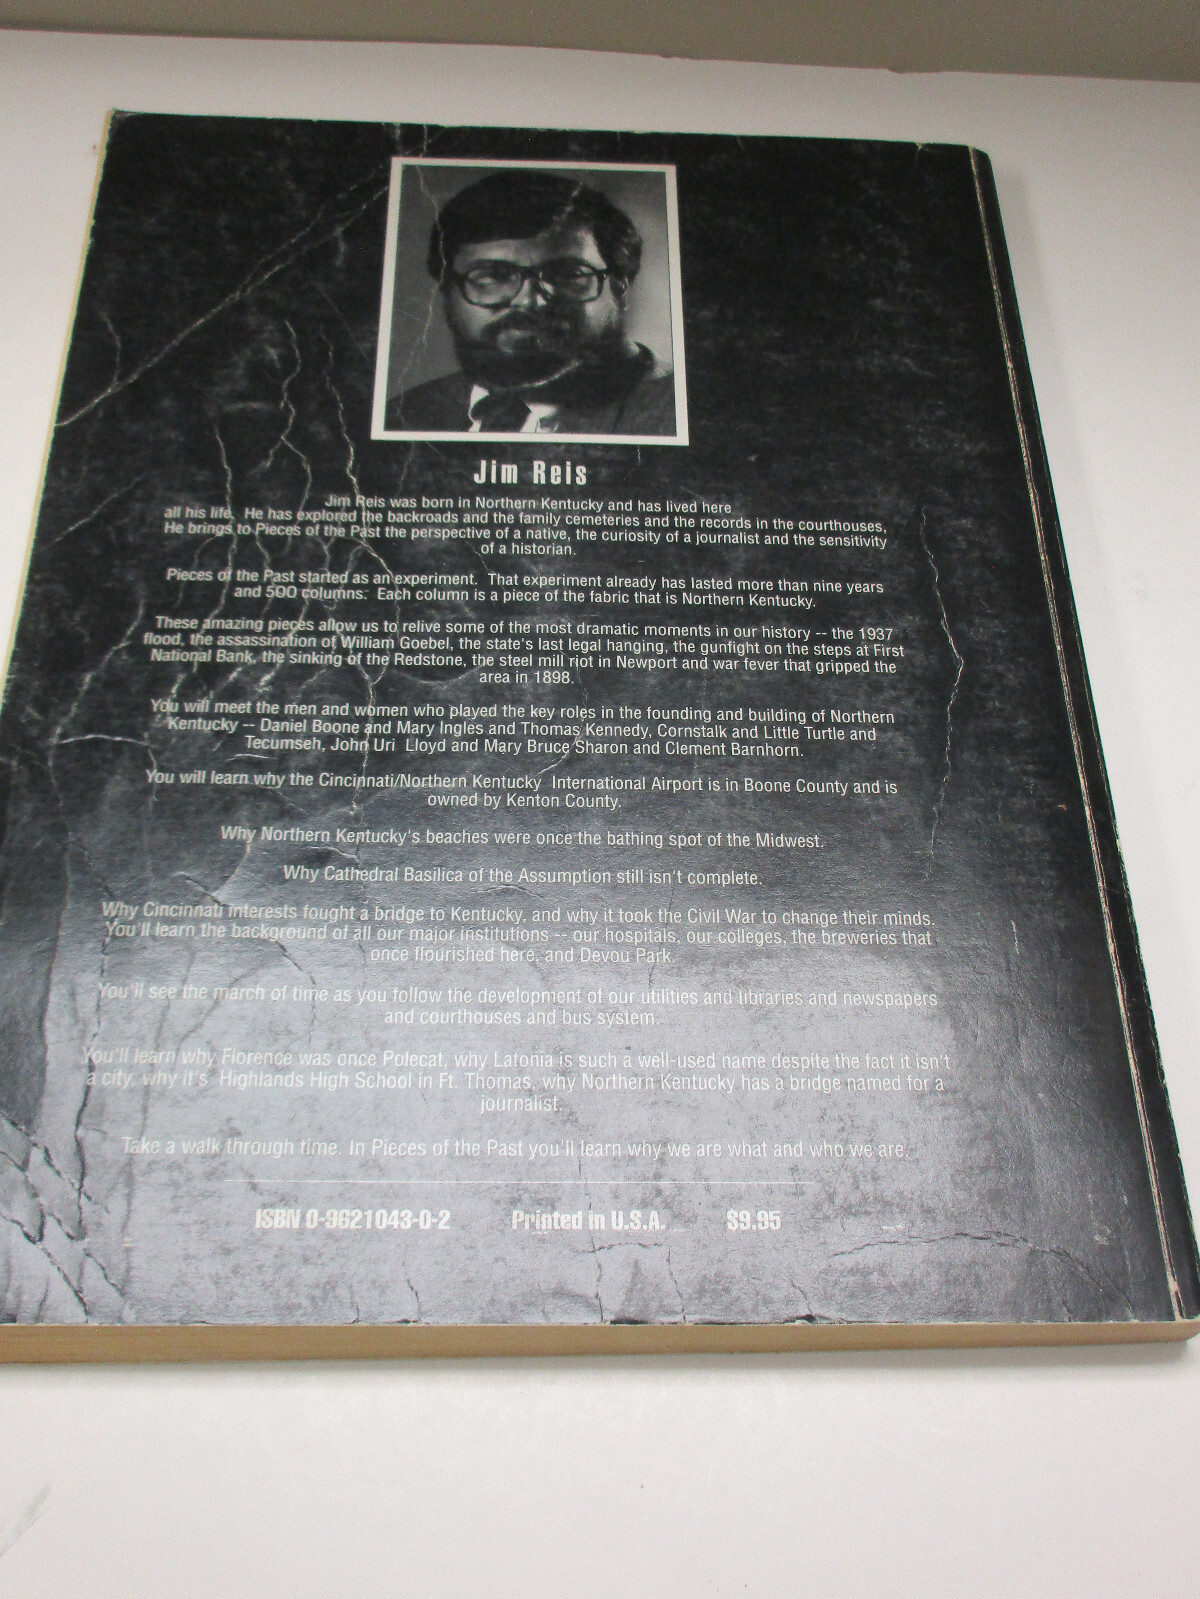 Jim Reis
Jim Reis was born in Northern Kentucky and has lived here
all his life. He has explored the backroads and the family cemeteries and the records in the courthouses,
He brings to Pieces of the Past the perspective of a native, the curiosity of a journalist and the sensitivity
of a historian.
Pieces of the Past started as an experiment. That experiment already has lasted more than nine years
and 500 columns. Each column is a piece of the fabric that is Northern Kentucky.
These amazing pieces allow us to relive some of the most dramatic moments in our history -- the 1937
flood, the assassination of William Goebel, the state's last legal hanging, the gunfight on the steps at First
National Bank, the sinking of the Redstone, the steel mill riot in Newport and war fever that gripped the
area in 1898.
You will meet the men and women who played the key roles in the founding and building of Northern
Kentucky -- Daniel Boone and Mary Ingles and Thomas Kennedy, Cornstalk and Little Turtle and
Tecumseh, John Uri Lloyd and Mary Bruce Sharon and Clement Barnhorn.
You will learn why the Cincinnati/Northern Kentucky International Airport is in Boone County and is
owned by Kenton County.
Why Northern Kentucky's beaches were once the bathing spot of the Midwest.
Why Cathedral Basilica of the Assumption still isn't complete.
Why Cincinnati interests fought a bridge to Kentucky, and why it took the Civil War to change their minds.
You'll learn the background of all our major institutions -- our hospitals, our colleges, the breweries that
once flourished here, and Devou Park.
You'll see the march of time as you follow the development of our utilities and libraries and newspapers
and courthouses and bus system.
You'll learn why Florence was once Polecat, why Latonia is such a well-used name despite the fact it isn't
a city, why it's Highlands High School in Ft. Thomas, why Northern Kentucky has a bridge named for a
journalist.
Take a walk through time. In Pieces of the Past you'll learn why we are what and who we are.
ISBN 0-9621043-0-2 Printed in U.S.A. $9.95